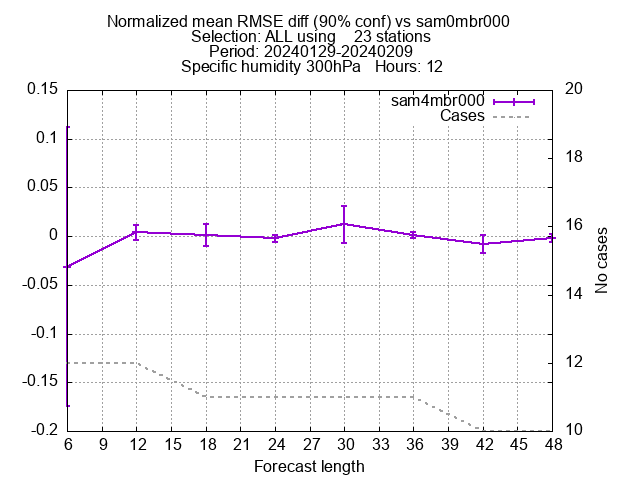 Normalized mean RMSE diff (90% conf) vs sam0mbr000
Selection: ALL using    23 stations
Period: 20240129-20240209
Specific humidity 300hPa   Hours: 12
sam4mbr000
Cases
0.15
0.1
0.05
0
-0.05
-0.1
-0.15
-0.2
20
18
16
14
12
10
No cases
6 9 12 15 18 21 24 27 30 33 36 39 42 45 48
Forecast length